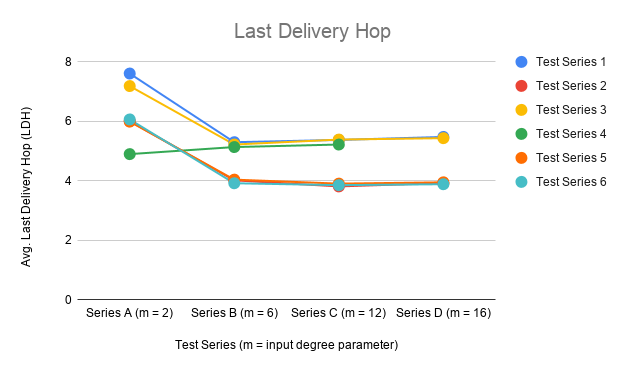 Last Delivery Hop
Avg. Last Delivery Hop (LDH)
8
6
4
2
0
Series A (m = 2)
Series B (m = 6)
Series C (m = 12)
Series D (m = 16)
Test Series (m = input degree parameter)
Test Series 1
Test Series 2
Test Series 3
Test Series 4
Test Series 5
Test Series 6